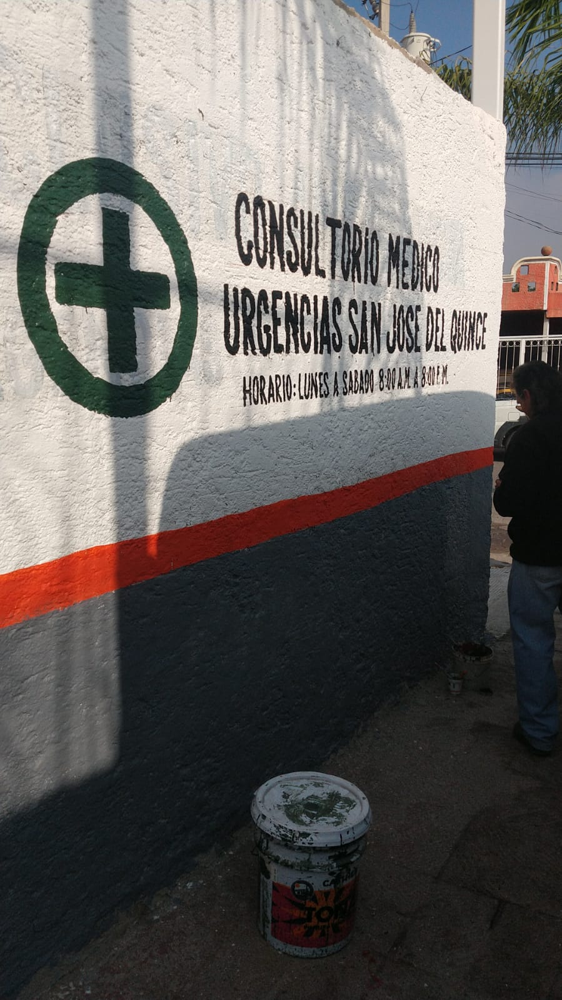 CONSULTORIO MEDICO
URGENCIAS SAN JOSE DEL QUINCE
HORARIO: LUNES A SABADO 8:00 A.M. A 8:00 P.M.